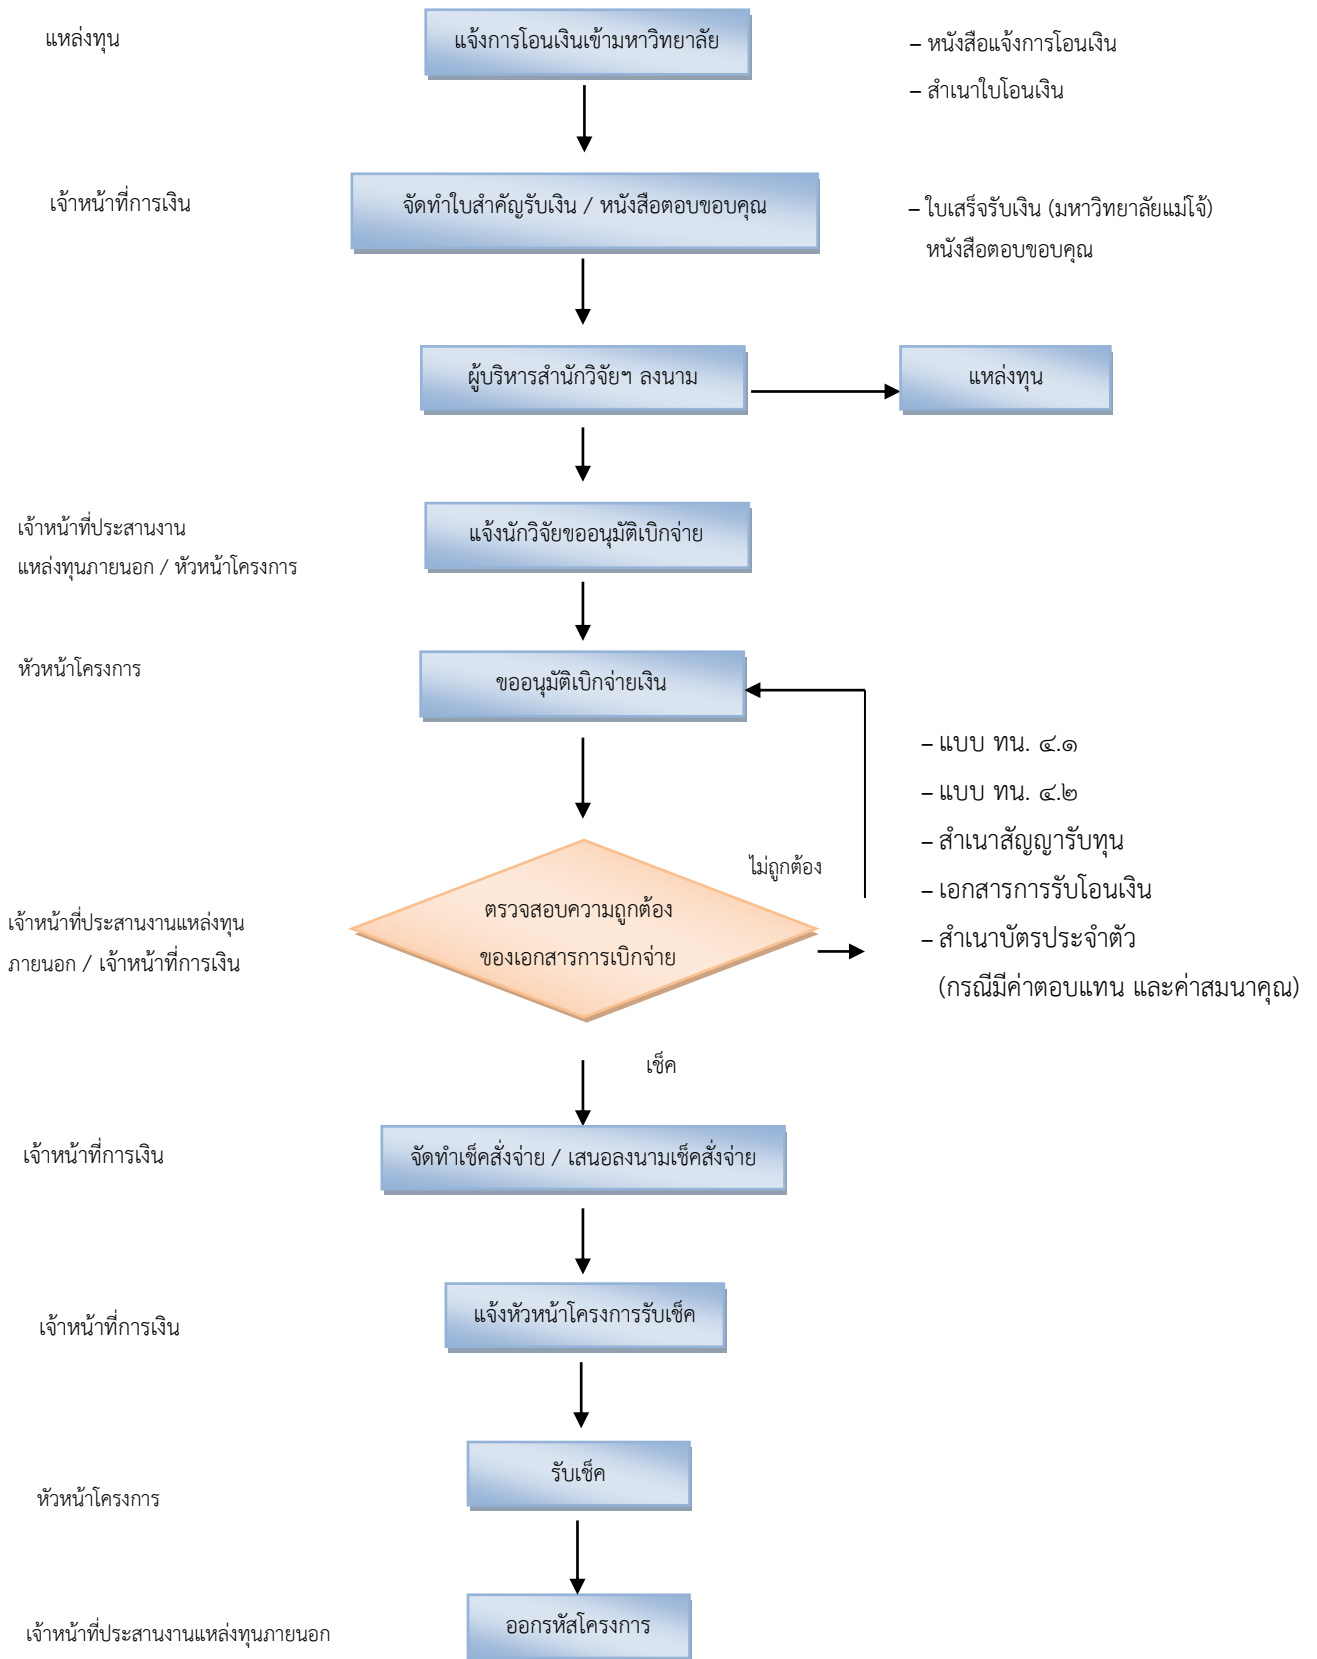 แหล่งทุน
แจ้งการโอนเงินเข้ามหาวิทยาลัย
– หนังสือแจ้งการโอนเงิน
– สำเนาใบโอนเงิน
เจ้าหน้าที่การเงิน
จัดทำใบสำคัญรับเงิน / หนังสือตอบขอบคุณ
– ใบเสร็จรับเงิน (มหาวิทยาลัยแม่โจ้)
หนังสือตอบขอบคุณ
ผู้บริหารสำนักวิจัยฯ ลงนาม
แหล่งทุน
เจ้าหน้าที่ประสานงาน
แหล่งทุนภายนอก / หัวหน้าโครงการ
แจ้งนักวิจัยขออนุมัติเบิกจ่าย
หัวหน้าโครงการ
ขออนุมัติเบิกจ่ายเงิน
– แบบ ทน. ๔.๑
– แบบ ทน. ๔.๒
– สำเนาสัญญารับทุน
– เอกสารการรับโอนเงิน
– สำเนาบัตรประจำตัว
(กรณีมีค่าตอบแทน และค่าสมนาคุณ)
ไม่ถูกต้อง
เจ้าหน้าที่ประสานงานแหล่งทุน
ภายนอก / เจ้าหน้าที่การเงิน
ตรวจสอบความถูกต้อง
ของเอกสารการเบิกจ่าย
เช็ค
เจ้าหน้าที่การเงิน
จัดทำเช็คสั่งจ่าย / เสนอลงนามเช็คสั่งจ่าย
เจ้าหน้าที่การเงิน
แจ้งหัวหน้าโครงการรับเช็ค
หัวหน้าโครงการ
รับเช็ค
เจ้าหน้าที่ประสานงานแหล่งทุนภายนอก
ออกรหัสโครงการ